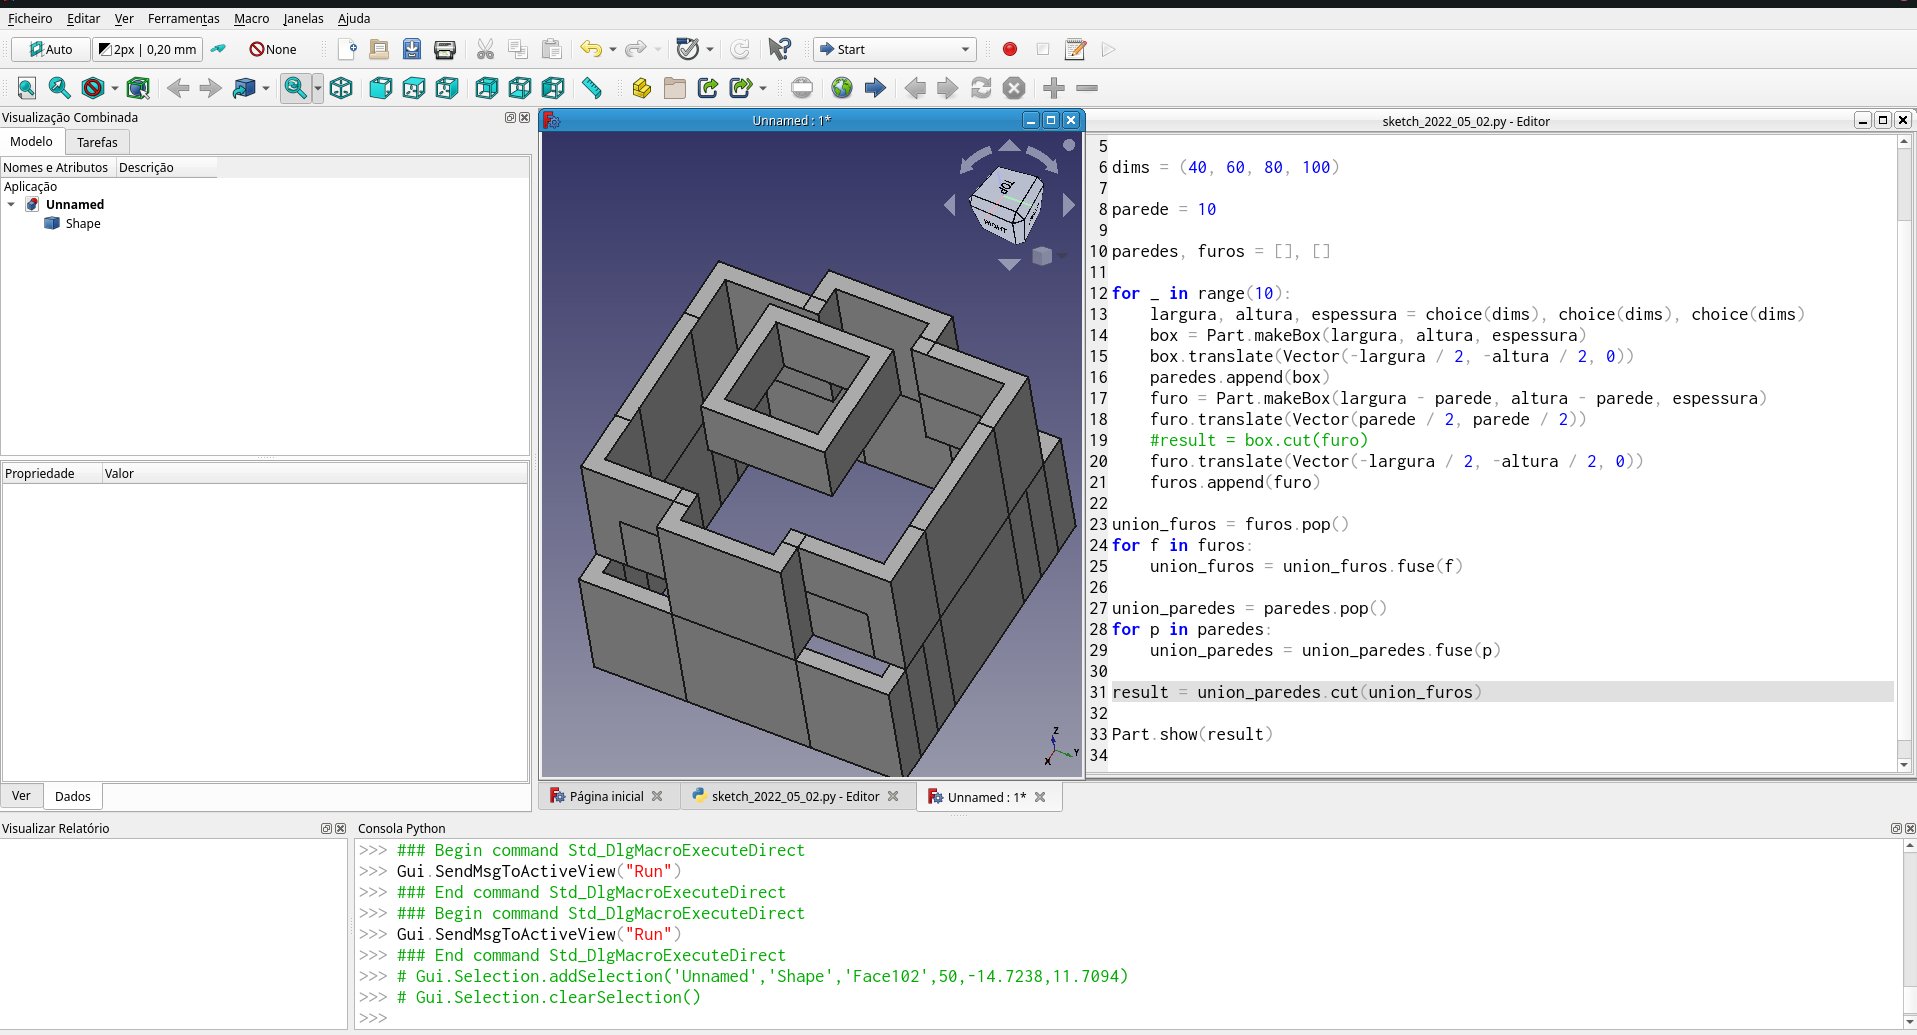 Ficheiro Editar Ver Ferramentas Macro Janelas Ajuda
Auto 2px | 0,20 mm None Start
Visualização Combinada
Modelo Tarefas
Nomes e Atributos Descrição
Aplicação
Unnamed
Shape
Propriedade Valor
Ver Dados
Unnamed : 1*
TOP
RIGHT
Z
Y
X
sketch_2022_05_02.py - Editor
5
6 dims = (40, 60, 80, 100)
7
8 parede = 10
9
10 paredes, furos = [], []
11
12 for _ in range(10):
13     largura, altura, espessura = choice(dims), choice(dims), choice(dims)
14     box = Part.makeBox(largura, altura, espessura)
15     box.translate(Vector(-largura / 2, -altura / 2, 0))
16     paredes.append(box)
17     furo = Part.makeBox(largura - parede, altura - parede, espessura)
18     furo.translate(Vector(parede / 2, parede / 2))
19     #result = box.cut(furo)
20     furo.translate(Vector(-largura / 2, -altura / 2, 0))
21     furos.append(furo)
22
23 union_furos = furos.pop()
24 for f in furos:
25     union_furos = union_furos.fuse(f)
26
27 union_paredes = paredes.pop()
28 for p in paredes:
29     union_paredes = union_paredes.fuse(p)
30
31 result = union_paredes.cut(union_furos)
32
33 Part.show(result)
34
Página inicial sketch_2022_05_02.py - Editor Unnamed : 1*
Visualizar Relatório
Consola Python
>>> ### Begin command Std_DlgMacroExecuteDirect
>>> Gui.SendMsgToActiveView("Run")
>>> ### End command Std_DlgMacroExecuteDirect
>>> ### Begin command Std_DlgMacroExecuteDirect
>>> Gui.SendMsgToActiveView("Run")
>>> ### End command Std_DlgMacroExecuteDirect
>>> # Gui.Selection.addSelection('Unnamed','Shape','Face102',50,-14.7238,11.7094)
>>> # Gui.Selection.clearSelection()
>>>